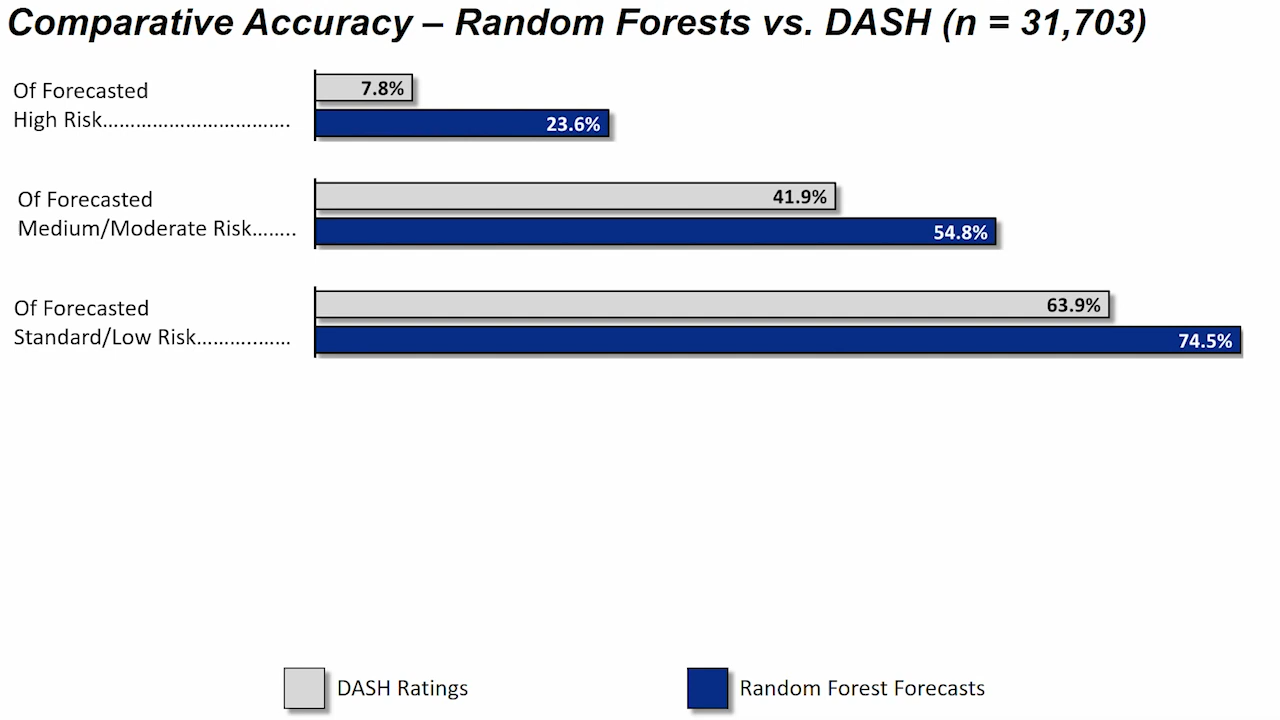 Comparative Accuracy – Random Forests vs. DASH (n = 31,703)
Of Forecasted
High Risk…………………………….
7.8%
23.6%
Of Forecasted
Medium/Moderate Risk……..
41.9%
54.8%
Of Forecasted
Standard/Low Risk………..……
63.9%
74.5%
DASH Ratings
Random Forest Forecasts